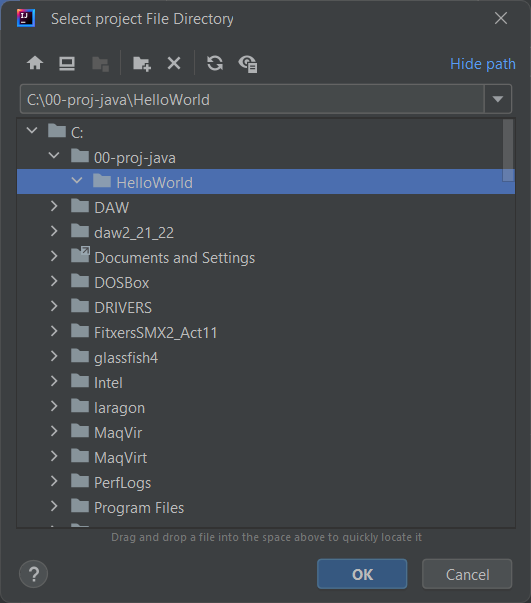 Select project File Directory
Hide path
C:\00-proj-java\HelloWorld
C:
00-proj-java
HelloWorld
DAW
daw2_21_22
Documents and Settings
DOSBox
DRIVERS
FitxersSMX2_Act11
glassfish4
Intel
laragon
MaqVir
MaqVirt
PerfLogs
Program Files
Drag and drop a file into the space above to quickly locate it
?
OK
Cancel